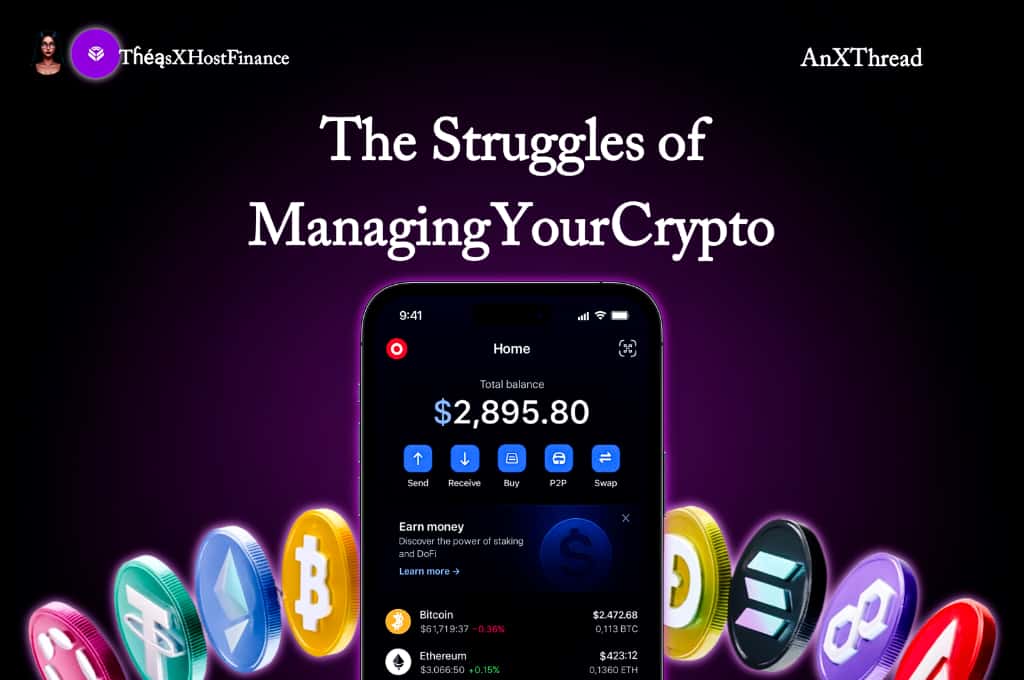 TɦéąsXHostFinance
AnXThread
The Struggles of
ManagingYourCrypto
9:41
Home
Total balance
$2,895.80
Send
Receive
Buy
P2P
Swap
Earn money
Discover the power of staking
and DoFi
Learn more →
Bitcoin
$2.472.68
$61,719:37 -0.36%
0,113 BTC
Ethereum
$423:12
$3.066:50 +0.15%
0,1360 ETH